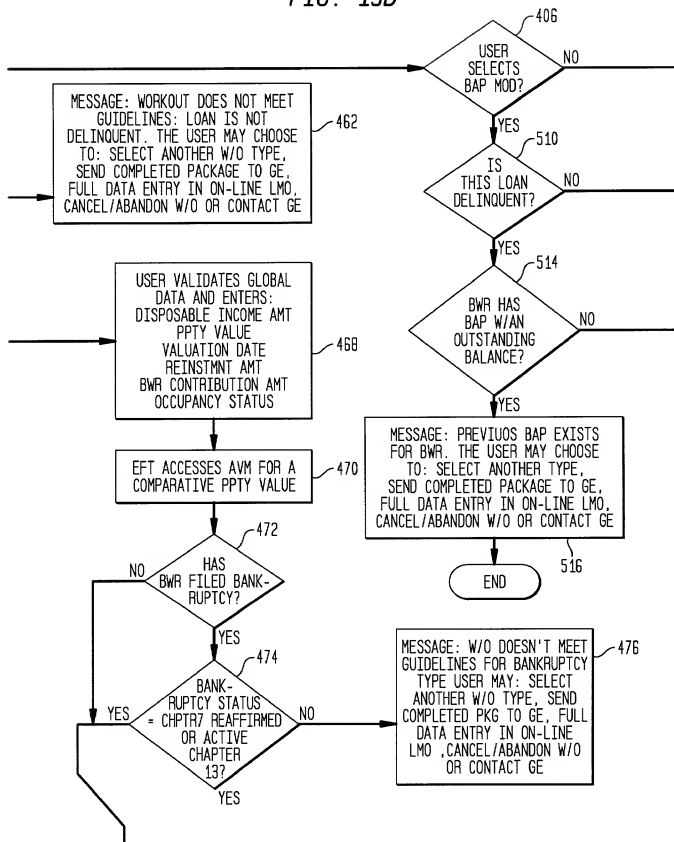 FIG. 13D
406
USER
SELECTS
BAP MOD?
NO
YES
MESSAGE: WORKOUT DOES NOT MEET
GUIDELINES: LOAN IS NOT
DELINQUENT. THE USER MAY CHOOSE
TO: SELECT ANOTHER W/O TYPE,
SEND COMPLETED PACKAGE TO GE,
FULL DATA ENTRY IN ON-LINE LMO,
CANCEL/ABANDON W/O OR CONTACT GE
462
510
IS
THIS LOAN
DELINQUENT?
NO
YES
514
BWR HAS
BAP W/AN
OUTSTANDING
BALANCE?
NO
YES
USER VALIDATES GLOBAL
DATA AND ENTERS:
DISPOSABLE INCOME AMT
PPTY VALUE
VALUATION DATE
REINSTMNT AMT
BWR CONTRIBUTION AMT
OCCUPANCY STATUS
468
MESSAGE: PREVIUOS BAP EXISTS
FOR BWR. THE USER MAY CHOOSE
TO: SELECT ANOTHER TYPE,
SEND COMPLETED PACKAGE TO GE,
FULL DATA ENTRY IN ON-LINE LMO,
CANCEL/ABANDON W/O OR CONTACT GE
516
END
EFT ACCESSES AVM FOR A
COMPARATIVE PPTY VALUE
470
472
HAS
BWR FILED BANK-
RUPTCY?
NO
YES
474
BANK-
RUPTCY STATUS
= CHPTR7 REAFFIRMED
OR ACTIVE
CHAPTER
13?
YES
NO
YES
MESSAGE: W/O DOESN'T MEET
GUIDELINES FOR BANKRUPTCY
TYPE USER MAY: SELECT
ANOTHER W/O TYPE, SEND
COMPLETED PKG TO GE, FULL
DATA ENTRY IN ON-LINE
LMO ,CANCEL/ABANDON W/O
OR CONTACT GE
476